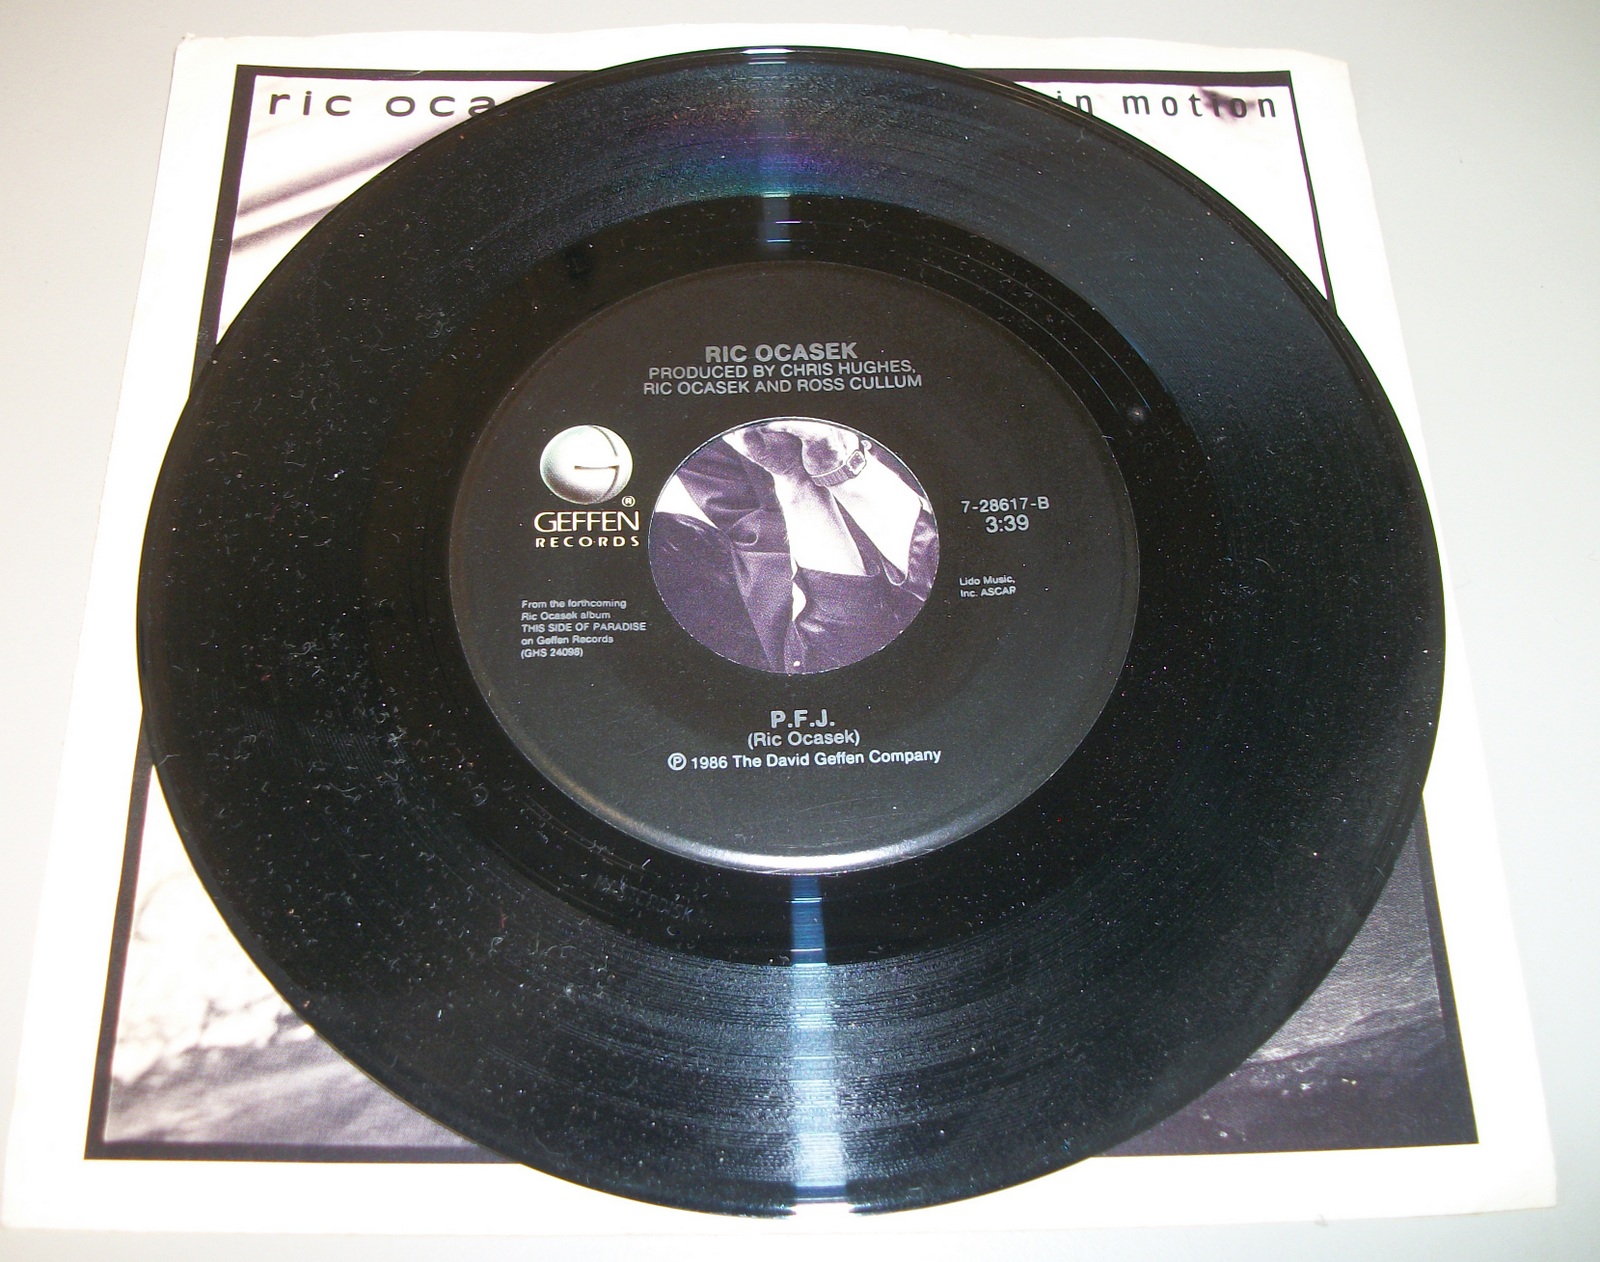 ric oca
in motion
RIC OCASEK
PRODUCED BY CHRIS HUGHES,
RIC OCASEK AND ROSS CULLUM
GEFFEN
RECORDS
7-28617-B
3:39
Lido Music,
Inc. ASCAP
From the forthcoming
Ric Ocasek album
THIS SIDE OF PARADISE
on Geffen Records
(GHS 24098)
P.F.J.
(Ric Ocasek)
℗ 1986 The David Geffen Company